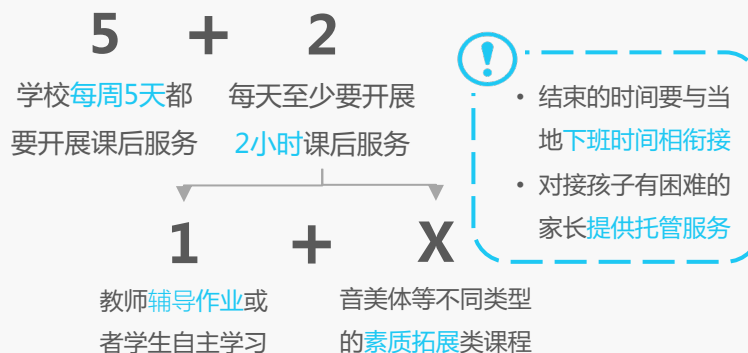 5 + 2
学校每周5天都
要开展课后服务
每天至少要开展
2小时课后服务
!
• 结束的时间要与当
地下班时间相衔接
• 对接孩子有困难的
家长提供托管服务
1 + X
教师辅导作业或
者学生自主学习
音美体等不同类型
的素质拓展类课程